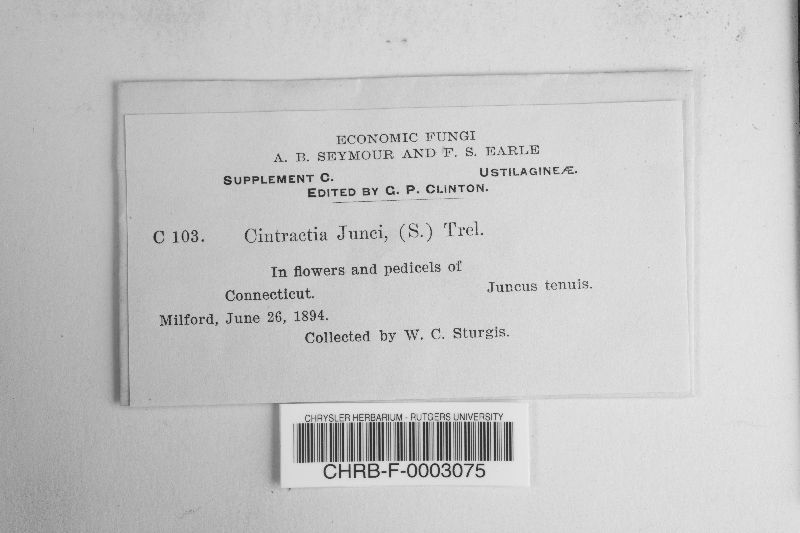 ECONOMIC FUNGI
A. B. SEYMOUR AND F. S. EARLE
SUPPLEMENT C. USTILAGINEÆ.
EDITED BY G. P. CLINTON.
C 103. Cintractia Junci, (S.) Trel.
In flowers and pedicels of
Connecticut. Juncus tenuis.
Milford, June 26, 1894.
Collected by W. C. Sturgis.
CHRYSLER HERBARIUM - RUTGERS UNIVERSITY
CHRB-F-0003075